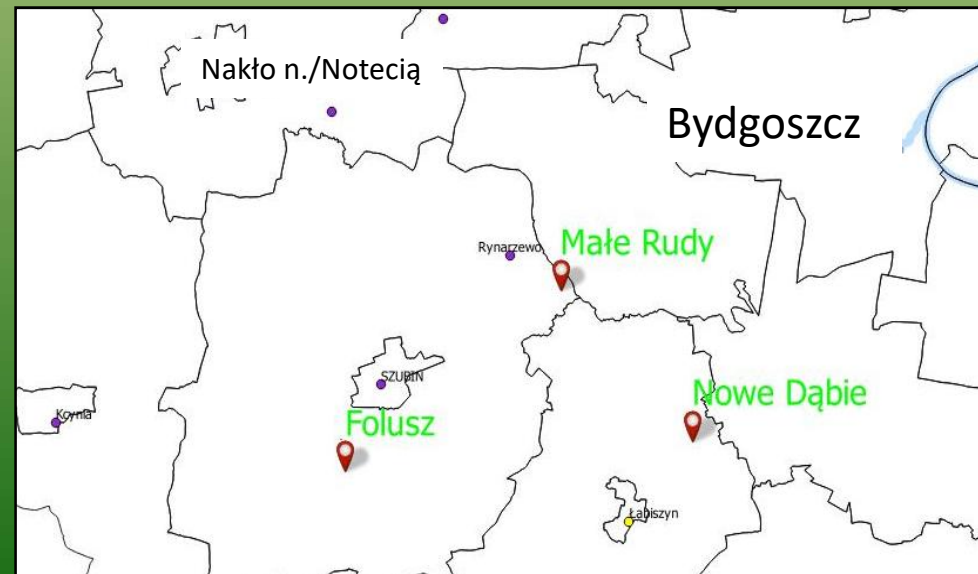 Nakło n./Notecią
Bydgoszcz
Rynarzewo
Małe Rudy
SZUBIN
Kcynia
Folusz
Nowe Dąbie
Łabiszyn